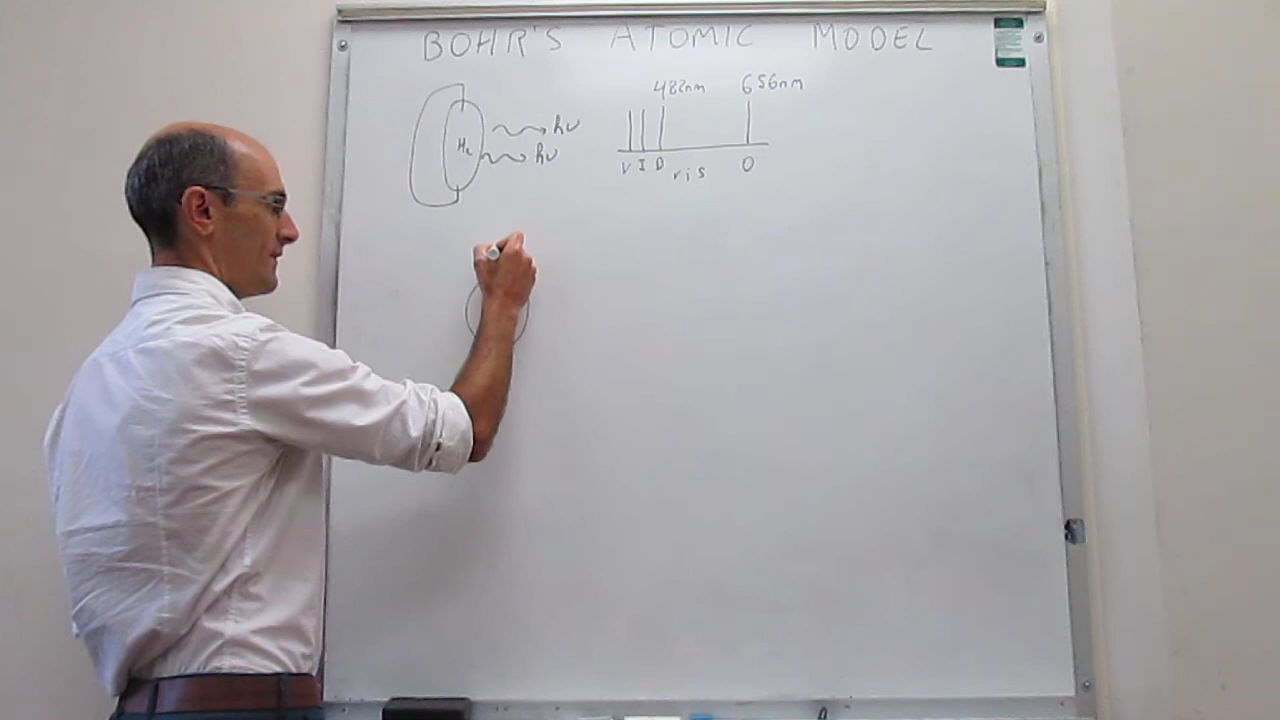 BOHR'S ATOMIC MODEL
482nm 656nm
H₂ hν
hν
V I B vis O